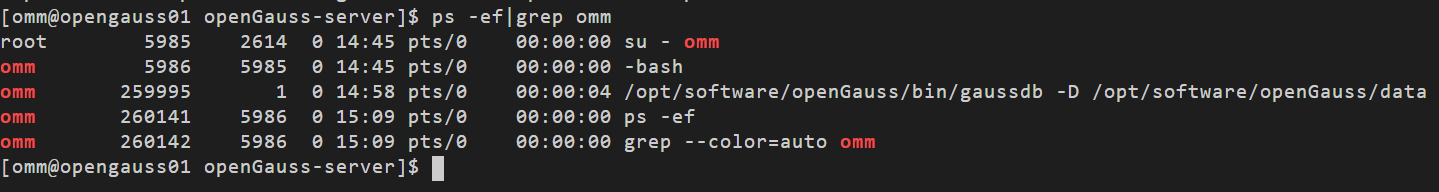 [omm@opengauss01 openGauss-server]$ ps -ef|grep omm
root        5985    2614  0 14:45 pts/0    00:00:00 su - omm
omm         5986    5985  0 14:45 pts/0    00:00:00 -bash
omm       259995       1  0 14:58 pts/0    00:00:04 /opt/software/openGauss/bin/gaussdb -D /opt/software/openGauss/data
omm       260141    5986  0 15:09 pts/0    00:00:00 ps -ef
omm       260142    5986  0 15:09 pts/0    00:00:00 grep --color=auto omm
[omm@opengauss01 openGauss-server]$